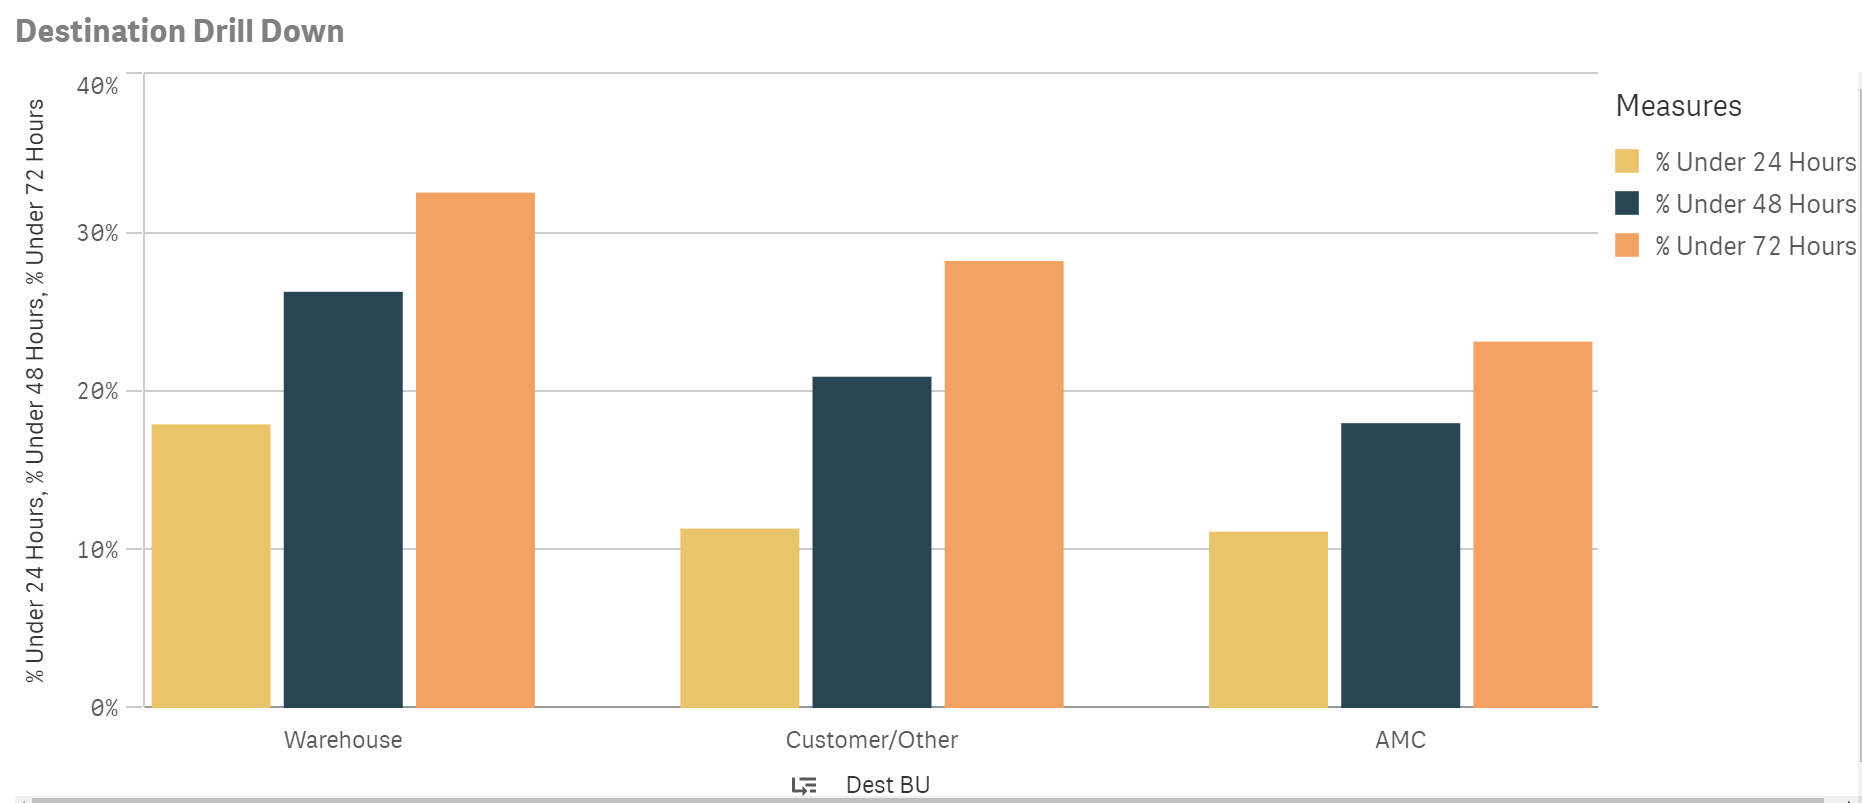 Destination Drill Down
40%
30%
20%
10%
0%
% Under 24 Hours, % Under 48 Hours, % Under 72 Hours
Measures
% Under 24 Hours
% Under 48 Hours
% Under 72 Hours
Warehouse
Customer/Other
AMC
Dest BU